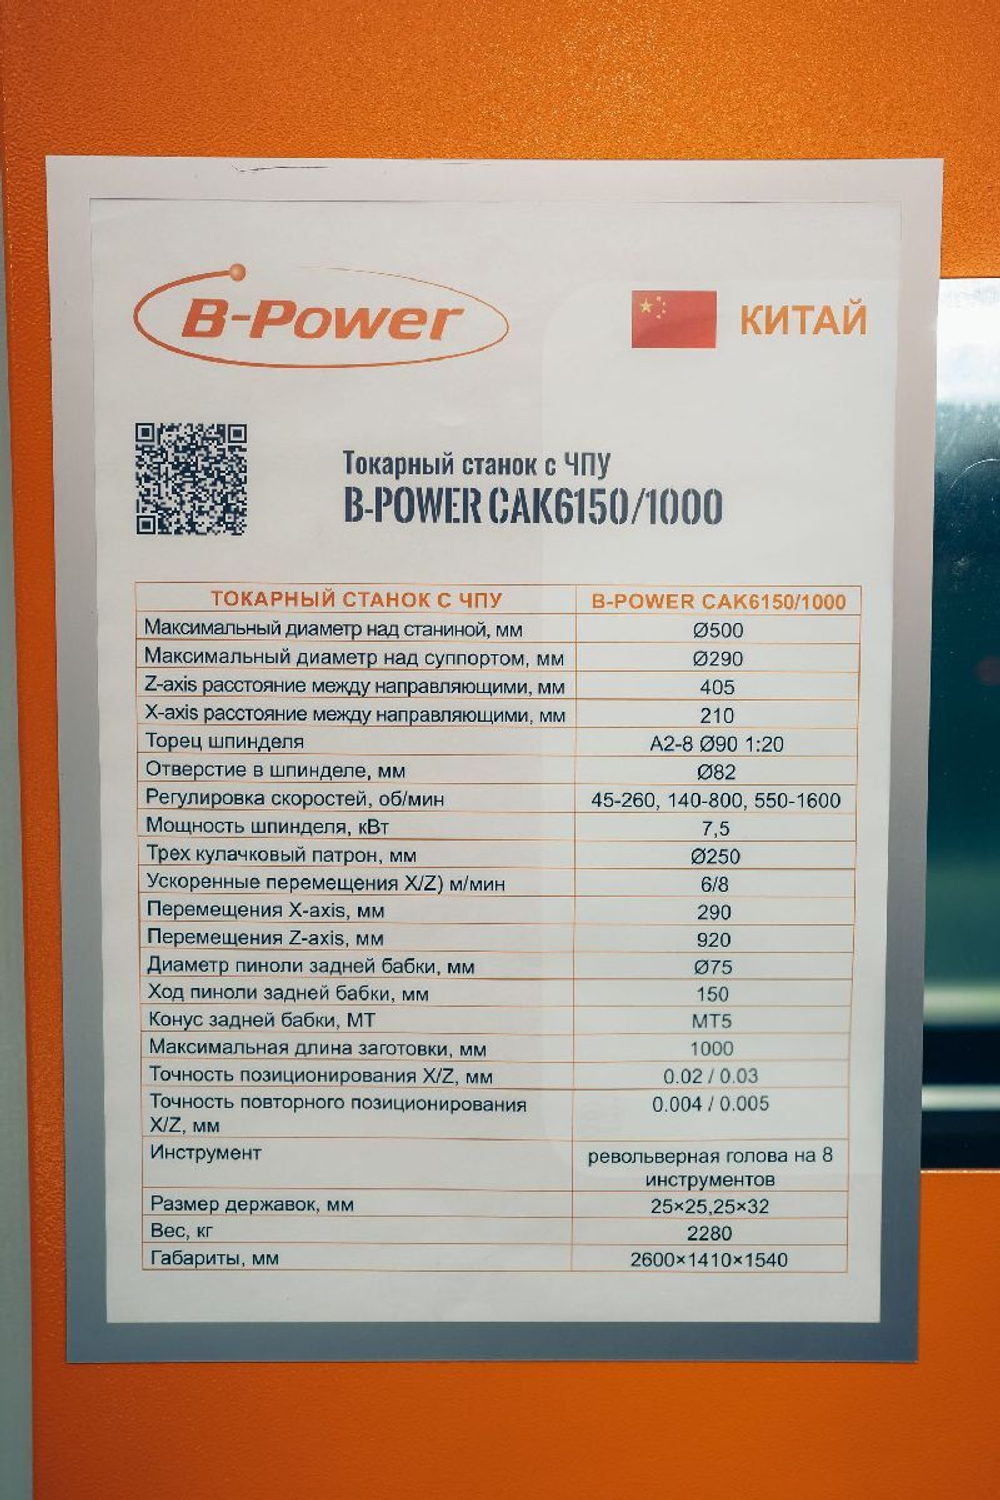 B-Power
КИТАЙ
Токарный станок с ЧПУ
B-POWER CAK6150/1000
ТОКАРНЫЙ СТАНОК С ЧПУ B-POWER CAK6150/1000
Максимальный диаметр над станиной, мм Ø500
Максимальный диаметр над суппортом, мм Ø290
Z-axis расстояние между направляющими, мм 405
X-axis расстояние между направляющими, мм 210
Торец шпинделя A2-8 Ø90 1:20
Отверстие в шпинделе, мм Ø82
Регулировка скоростей, об/мин 45-260, 140-800, 550-1600
Мощность шпинделя, кВт 7,5
Трех кулачковый патрон, мм Ø250
Ускоренные перемещения X/Z) м/мин 6/8
Перемещения X-axis, мм 290
Перемещения Z-axis, мм 920
Диаметр пиноли задней бабки, мм Ø75
Ход пиноли задней бабки, мм 150
Конус задней бабки, МТ МТ5
Максимальная длина заготовки, мм 1000
Точность позиционирования X/Z, мм 0.02 / 0.03
Точность повторного позиционирования 0.004 / 0.005
X/Z, мм
Инструмент револьверная голова на 8
инструментов
Размер державок, мм 25×25,25×32
Вес, кг 2280
Габариты, мм 2600×1410×1540